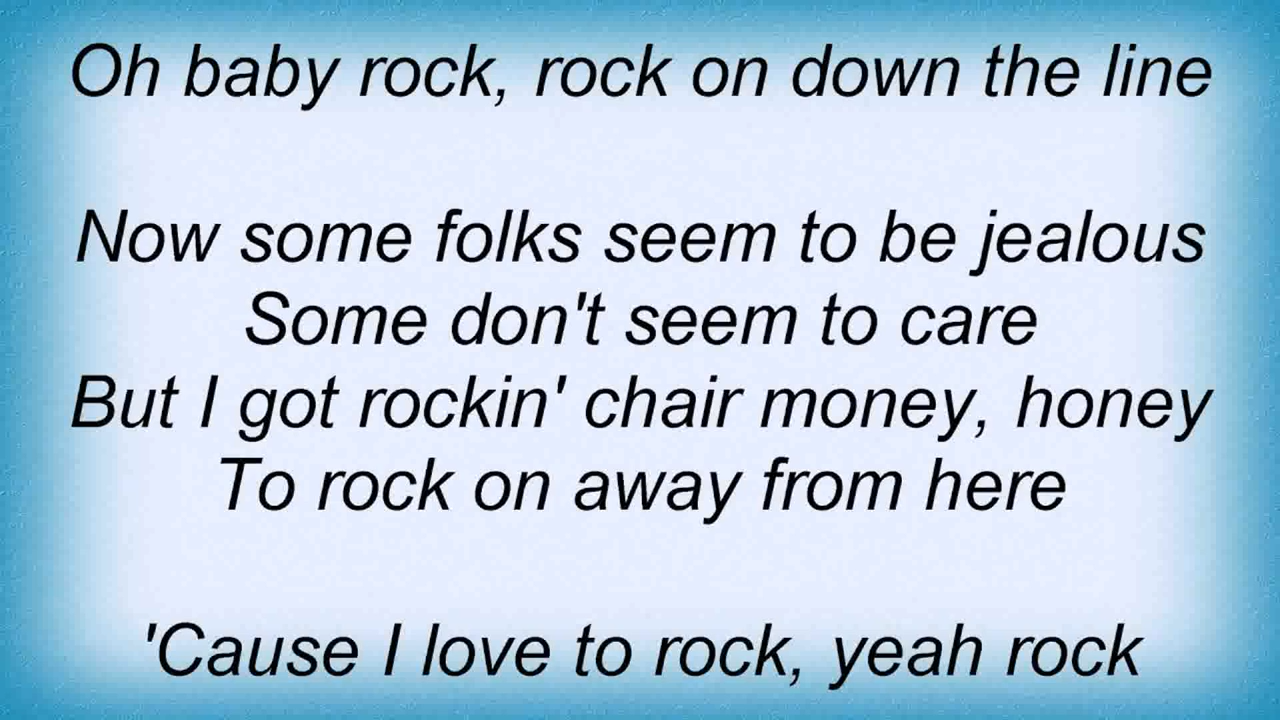 Oh baby rock, rock on down the line
Now some folks seem to be jealous
Some don't seem to care
But I got rockin' chair money, honey
To rock on away from here
'Cause I love to rock, yeah rock